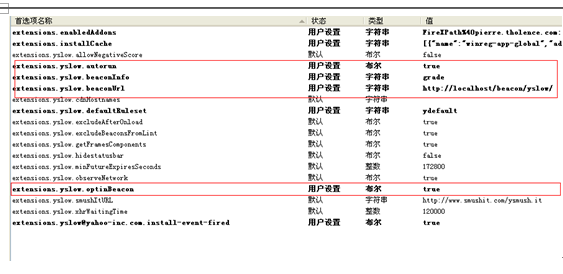 首选项名称 状态 类型 值
extensions.enabledAddons 用户设置 字符串 FireXPath%40pierre.tholence.com:
extensions.installCache 用户设置 字符串 [{"name":"winreg-app-global","ad
extensions.yslow.allowNegativeScore 默认 布尔 false
extensions.yslow.autorun 用户设置 布尔 true
extensions.yslow.beaconInfo 用户设置 字符串 grade
extensions.yslow.beaconUrl 用户设置 字符串 http://localhost/beacon/yslow/
extensions.yslow.cdnHostnames 默认 字符串
extensions.yslow.defaultRuleset 用户设置 字符串 ydefault
extensions.yslow.excludeAfterOnload 默认 布尔 true
extensions.yslow.excludeBeaconsFromLint 默认 布尔 true
extensions.yslow.getFramesComponents 默认 布尔 true
extensions.yslow.hidestatusbar 默认 布尔 false
extensions.yslow.minFutureExpiresSeconds 默认 整数 172800
extensions.yslow.observeNetwork 默认 布尔 true
extensions.yslow.optinBeacon 用户设置 布尔 true
extensions.yslow.smushItURL 默认 字符串 http://www.smushit.com/ysmush.it
extensions.yslow.xhrWaitingTime 默认 整数 120000
extensions.yslow@yahoo-inc.com.install-event-fired 用户设置 布尔 true